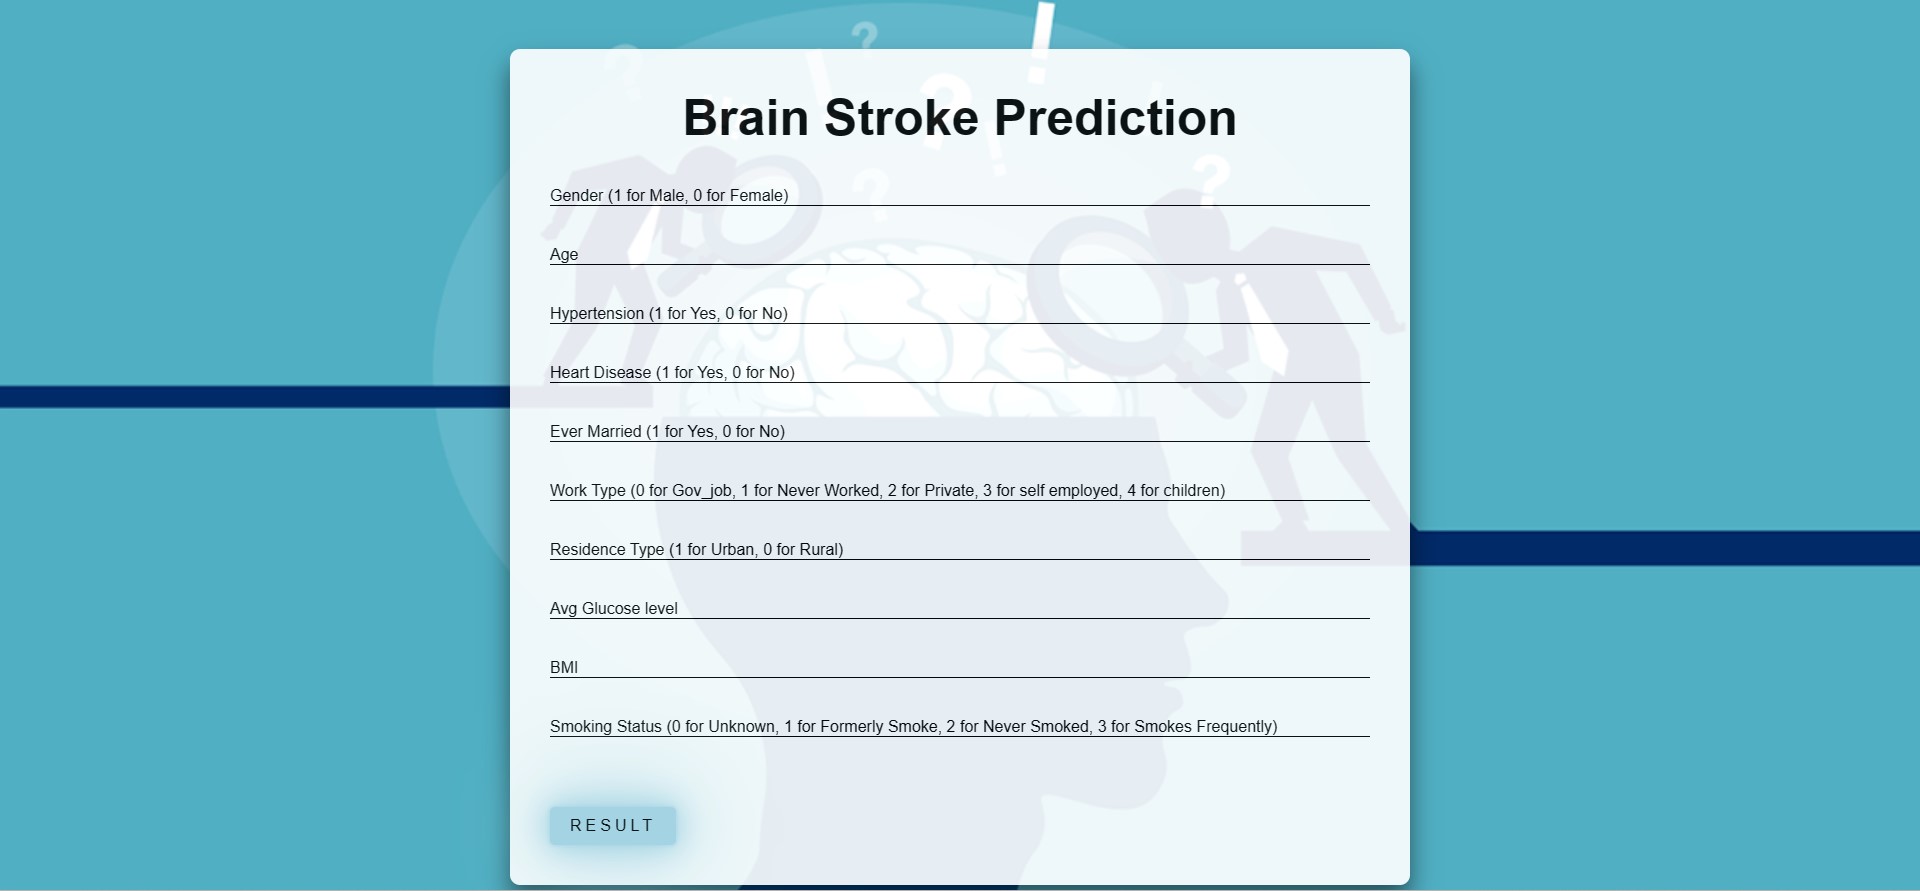 Brain Stroke Prediction
Gender (1 for Male, 0 for Female)
Age
Hypertension (1 for Yes, 0 for No)
Heart Disease (1 for Yes, 0 for No)
Ever Married (1 for Yes, 0 for No)
Work Type (0 for Gov_job, 1 for Never Worked, 2 for Private, 3 for self employed, 4 for children)
Residence Type (1 for Urban, 0 for Rural)
Avg Glucose level
BMI
Smoking Status (0 for Unknown, 1 for Formerly Smoke, 2 for Never Smoked, 3 for Smokes Frequently)
RESULT